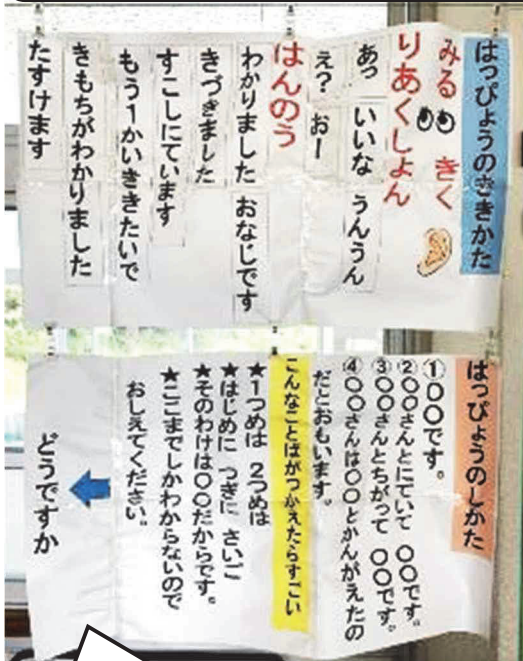 はっぴょうのききかた
みる きく
りあくしょん
あっ いいな うんうん
え? おー
はんのう
わかりました おなじです
きづきました
すこしにています
もう1かいききたいで
きもちがわかりました
たすけます
はっぴょうのしかた
①〇〇です。
②〇〇さんとにていて 〇〇です。
③〇〇さんとちがって 〇〇です。
④〇〇さんは〇〇とかんがえたの
だとおもいます。
こんなことばがつかえたらすごい
★1つめは 2つめは
★はじめに つぎに さいご
★そのわけは〇〇だからです。
★ここまでしかわからないので
おしえてください。
どうですか